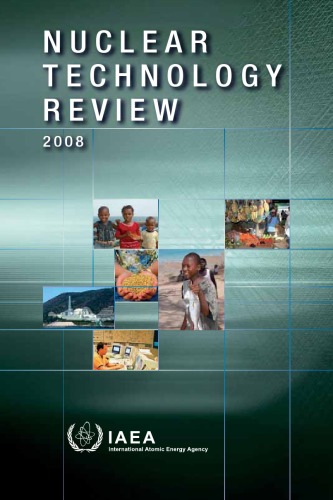 NUCLEAR
TECHNOLOGY
REVIEW
2008
IAEA
International Atomic Energy Agency